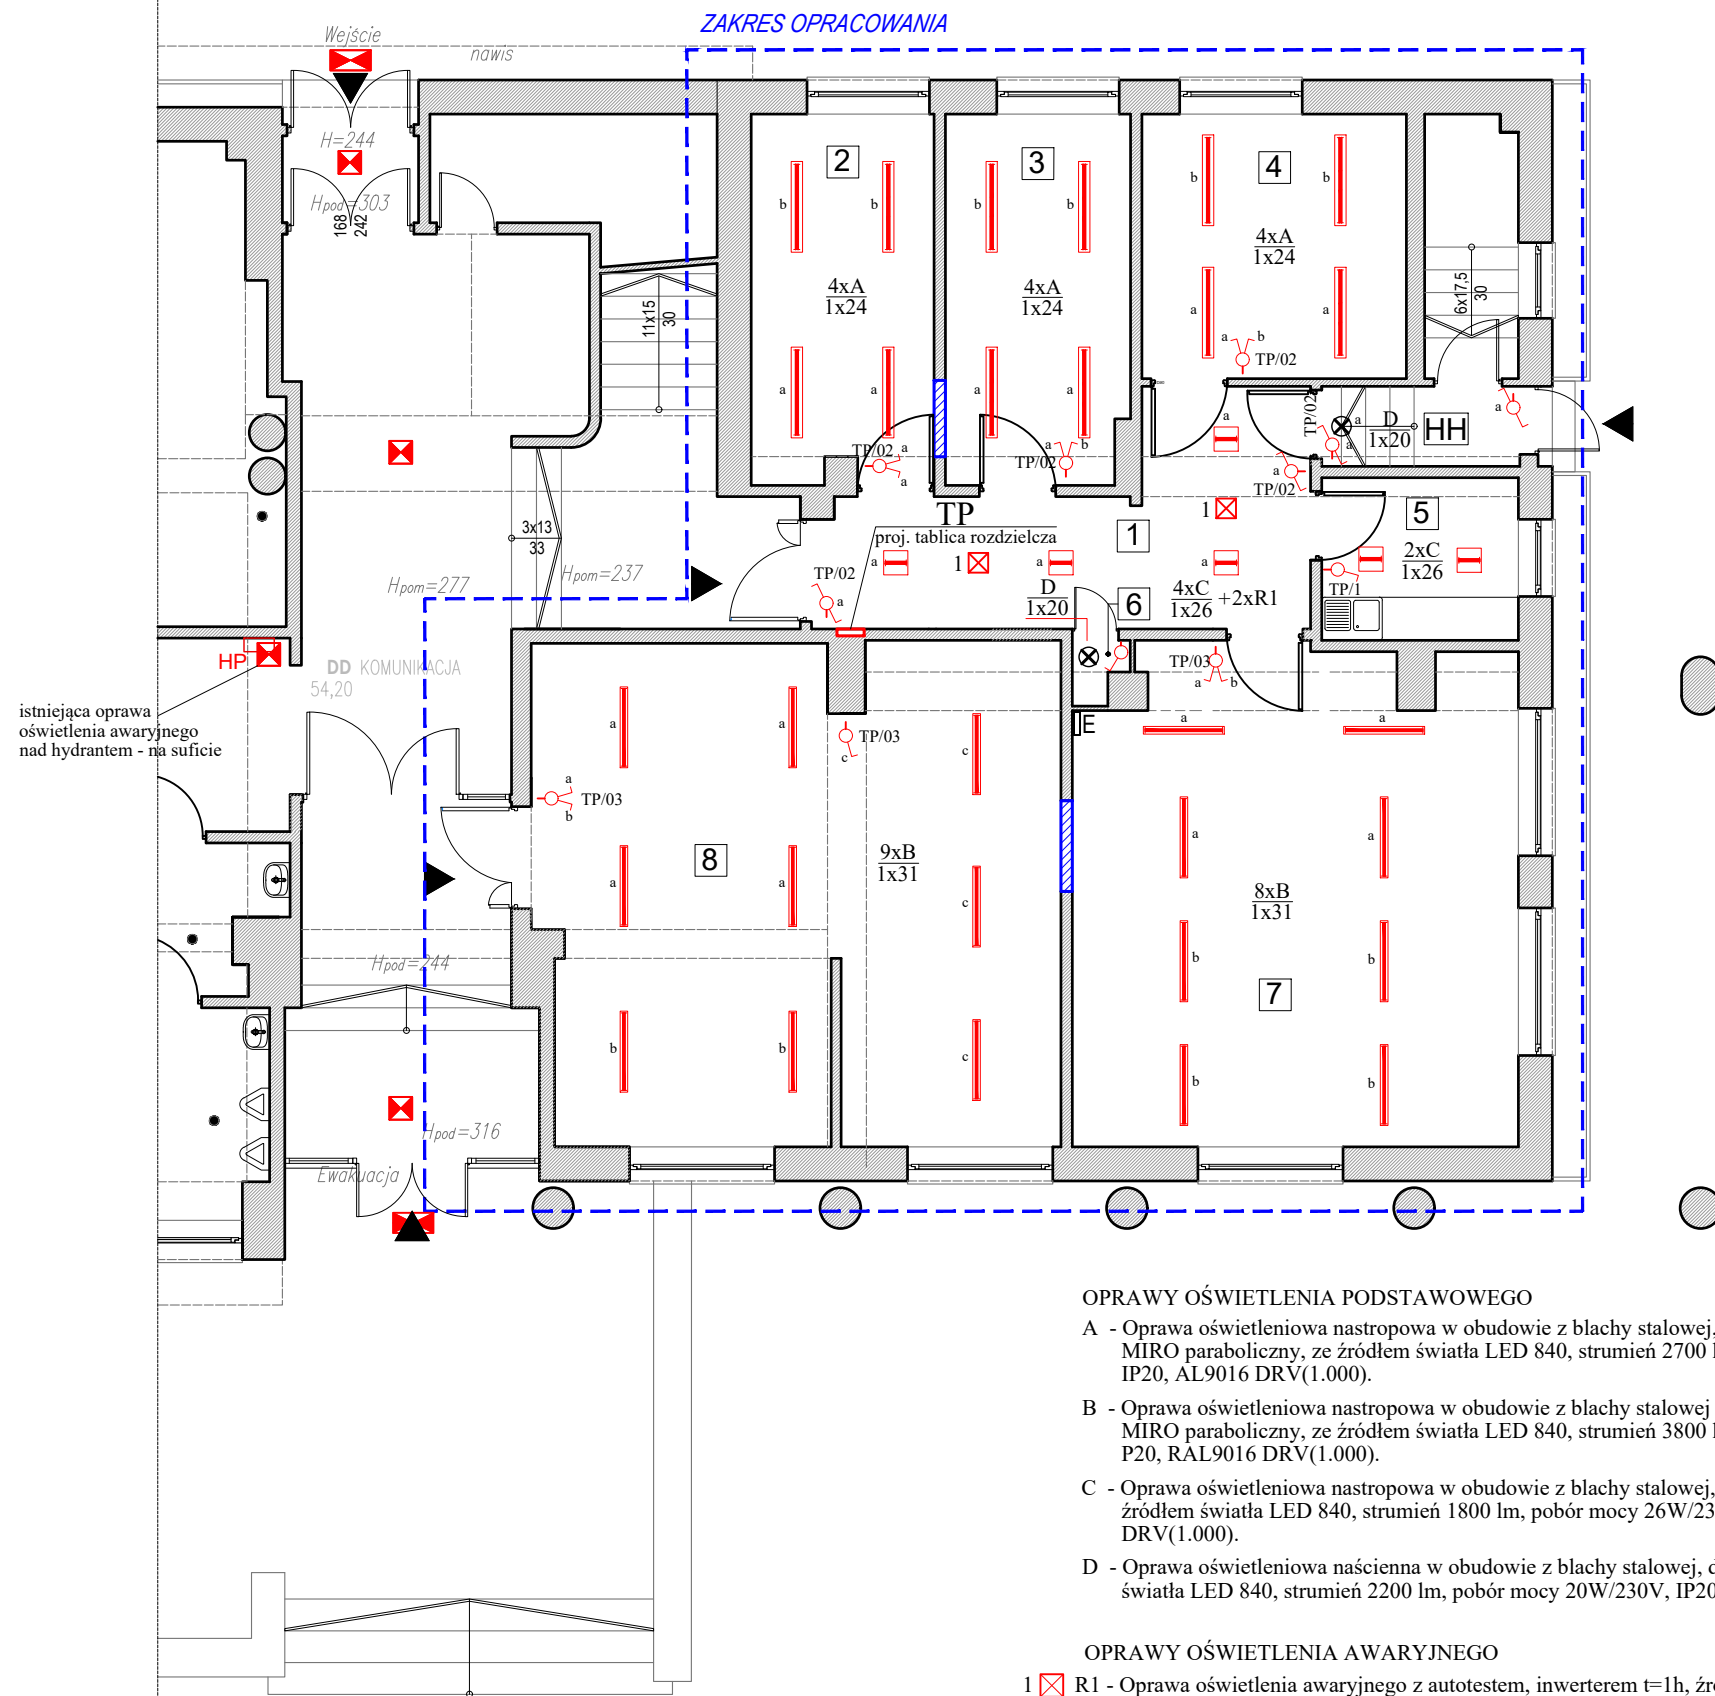 ZAKRES OPRACOWANIA
Wejście
nawis
H=244
Hpod=303
168
242
2
3
4
b
b
b
b
b
b
4xA
1x24
4xA
1x24
4xA
1x24
11x15
30
6x17,5
30
a
a
a
a
a
a
a b
TP/02
TP/02
a
a
a b
TP/02
a
TP/02
a
a
D
1x20
HH
a
a
TP/02
3x13
33
TP
proj. tablica rozdzielcza
1
1
5
2xC
1x26
a
1
a
a
Hpom=277
Hpom=237
TP/02
a
D
1x20
6
4xC
1x26
+2xR1
TP/1
HP
DD KOMUNIKACJA
54,20
istniejąca oprawa
oświetlenia awaryjnego
nad hydrantem - na suficie
TP/03
a
b
E
a
a
a
a
TP/03
c
c
a
b
TP/03
a
a
8
a
a
9xB
1x31
c
8xB
1x31
7
b
b
Hpod=244
b
b
c
b
b
Hpod=316
Ewakuacja
OPRAWY OŚWIETLENIA PODSTAWOWEGO
A - Oprawa oświetleniowa nastropowa w obudowie z blachy stalowej,
MIRO paraboliczny, ze źródłem światła LED 840, strumień 2700
IP20, AL9016 DRV(1.000).
B - Oprawa oświetleniowa nastropowa w obudowie z blachy stalowej
MIRO paraboliczny, ze źródłem światła LED 840, strumień 3800
P20, RAL9016 DRV(1.000).
C - Oprawa oświetleniowa nastropowa w obudowie z blachy stalowej,
źródłem światła LED 840, strumień 1800 lm, pobór mocy 26W/23
DRV(1.000).
D - Oprawa oświetleniowa naścienna w obudowie z blachy stalowej,
światła LED 840, strumień 2200 lm, pobór mocy 20W/230V, IP20
OPRAWY OŚWIETLENIA AWARYJNEGO
1 R1 - Oprawa oświetlenia awaryjnego z autotestem, inwerterem t=1h,